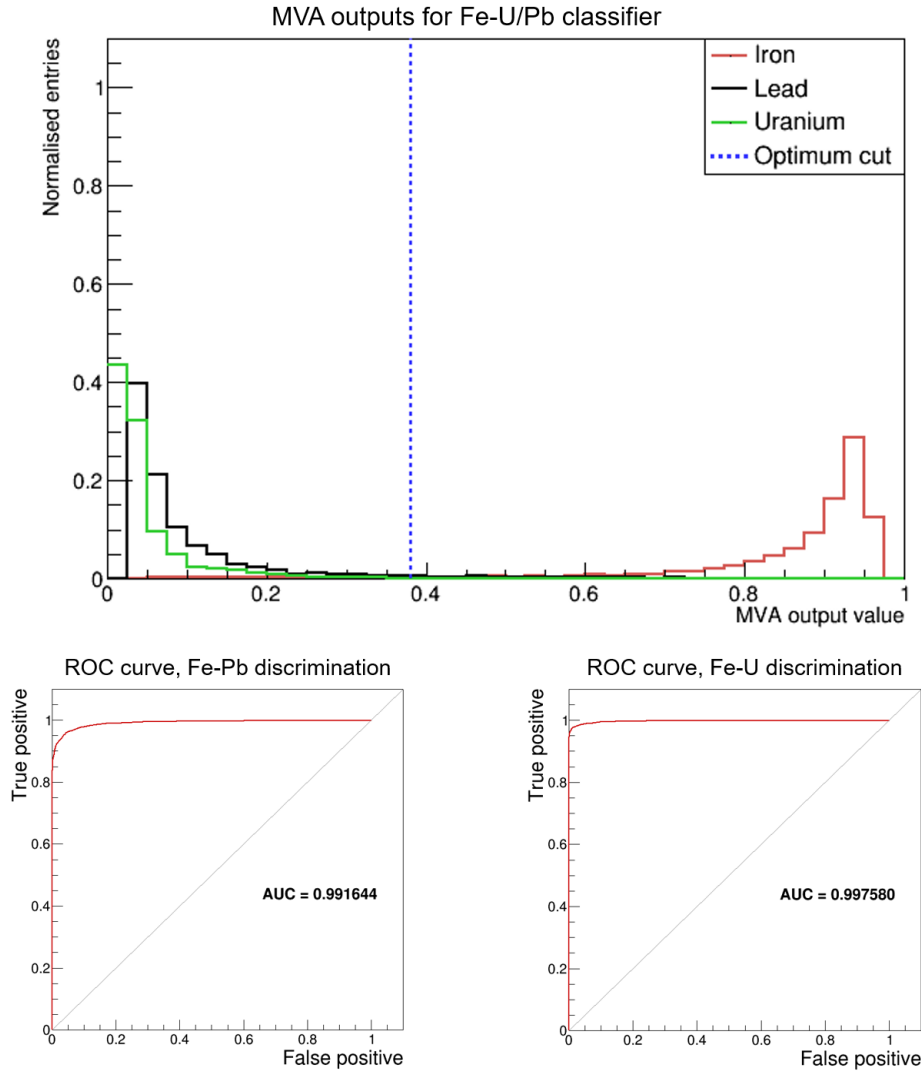 MVA outputs for Fe-U/Pb classifier
Normalised entries
1
0.8
0.6
0.4
0.2
0
Iron
Lead
Uranium
Optimum cut
0 0.2 0.4 0.6 0.8 1
MVA output value
ROC curve, Fe-Pb discrimination
True positive
1
0.8
0.6
0.4
0.2
0
AUC = 0.991644
0 0.2 0.4 0.6 0.8 1
False positive
ROC curve, Fe-U discrimination
True positive
1
0.8
0.6
0.4
0.2
0
AUC = 0.997580
0 0.2 0.4 0.6 0.8 1
False positive